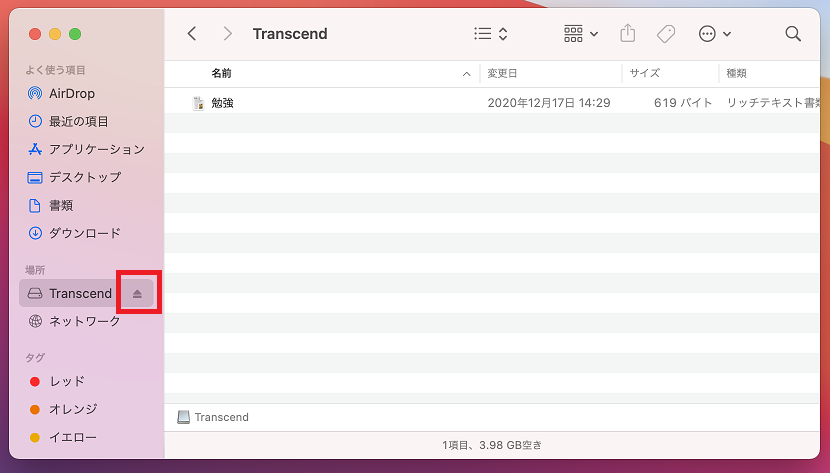 Transcend
よく使う項目
AirDrop
最近の項目
アプリケーション
デスクトップ
書類
ダウンロード
場所
Transcend
ネットワーク
タグ
レッド
オレンジ
イエロー
名前 変更日 サイズ 種類
勉強 2020年12月17日 14:29 619 バイト リッチテキスト書類
Transcend
1項目、3.98 GB空き